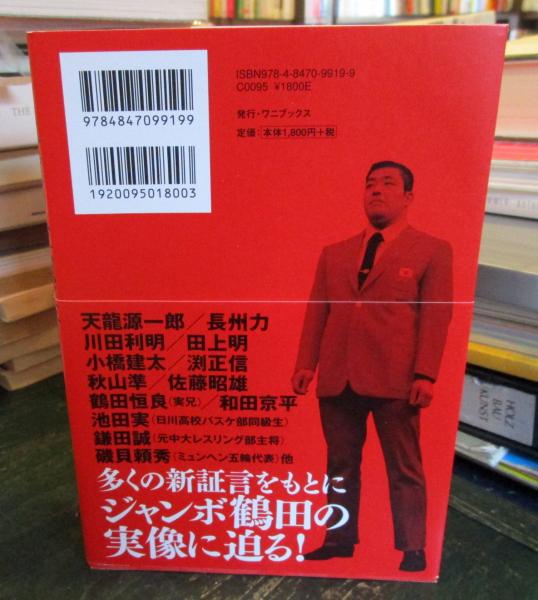 ISBN978-4-8470-9919-9
C0095 ¥1800E
発行・ワニブックス
定価：本体1,800円+税
9784847099199
1920095018003
天龍源一郎／長州力
川田利明／田上明
小橋建太／渕正信
秋山準／佐藤昭雄
鶴田恒良（実兄）／和田京平
池田実（日川高校バスケ部同級生）
鎌田誠（元中大レスリング部主将）
磯貝頼秀（ミュンヘン五輪代表）他
多くの新証言をもとに
ジャンボ鶴田の
実像に迫る！
HOLZ
BAU
KUNST